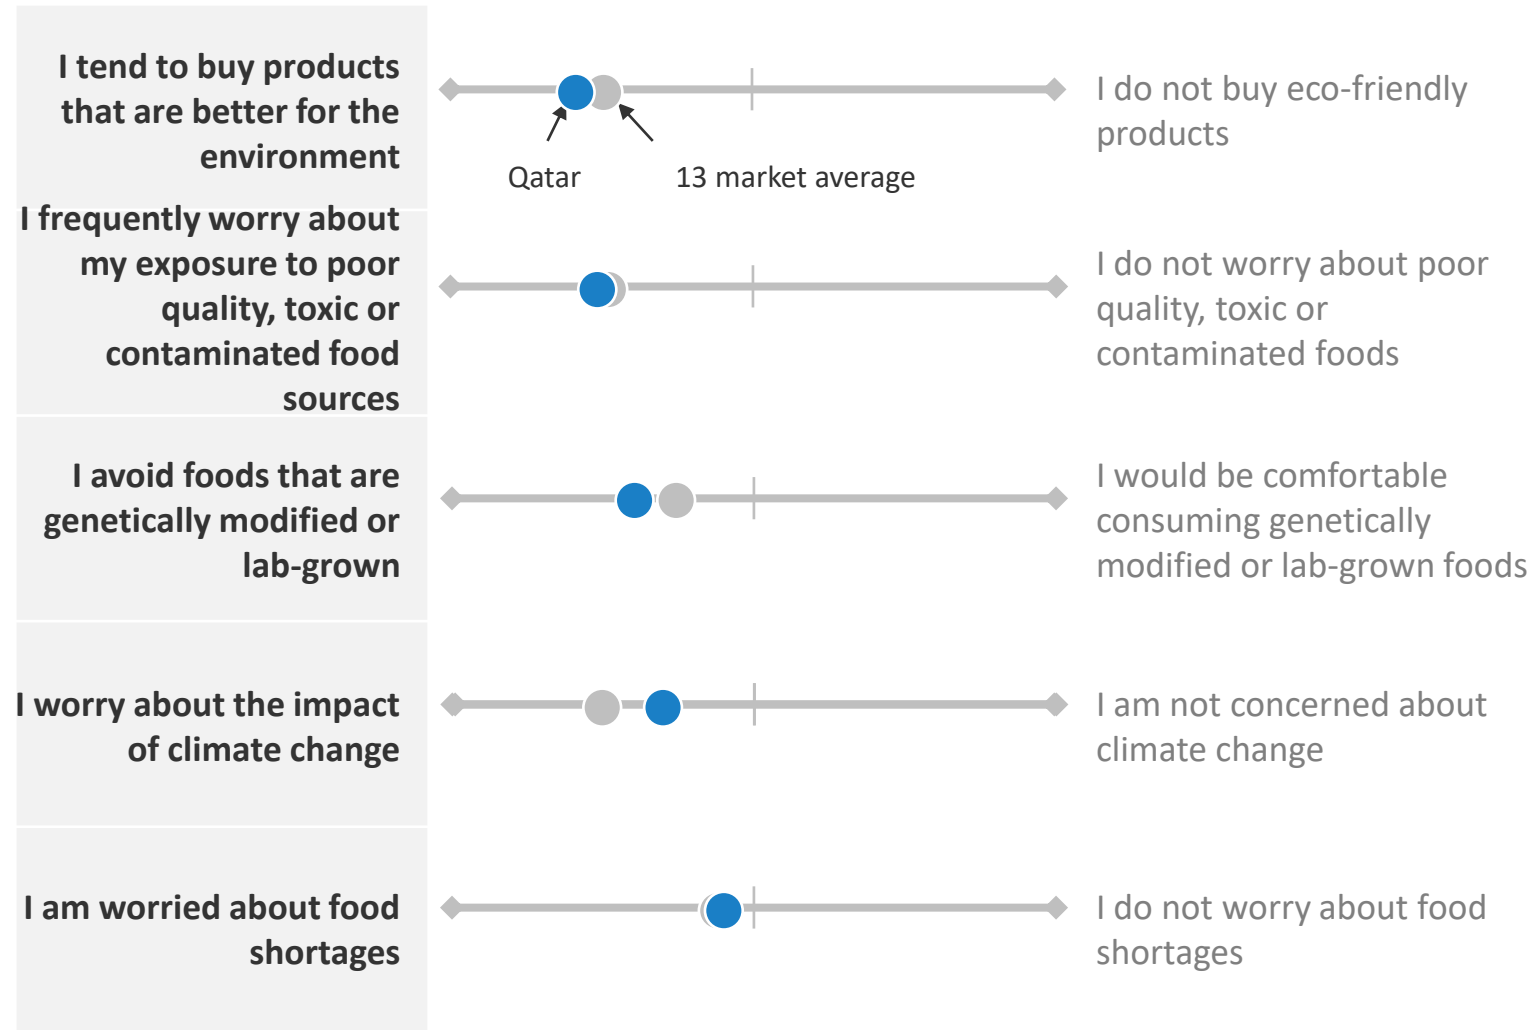 I tend to buy products
that are better for the
environment
Qatar
13 market average
I do not buy eco-friendly
products
I frequently worry about
my exposure to poor
quality, toxic or
contaminated food
sources
I do not worry about poor
quality, toxic or
contaminated foods
I avoid foods that are
genetically modified or
lab-grown
I would be comfortable
consuming genetically
modified or lab-grown foods
I worry about the impact
of climate change
I am not concerned about
climate change
I am worried about food
shortages
I do not worry about food
shortages